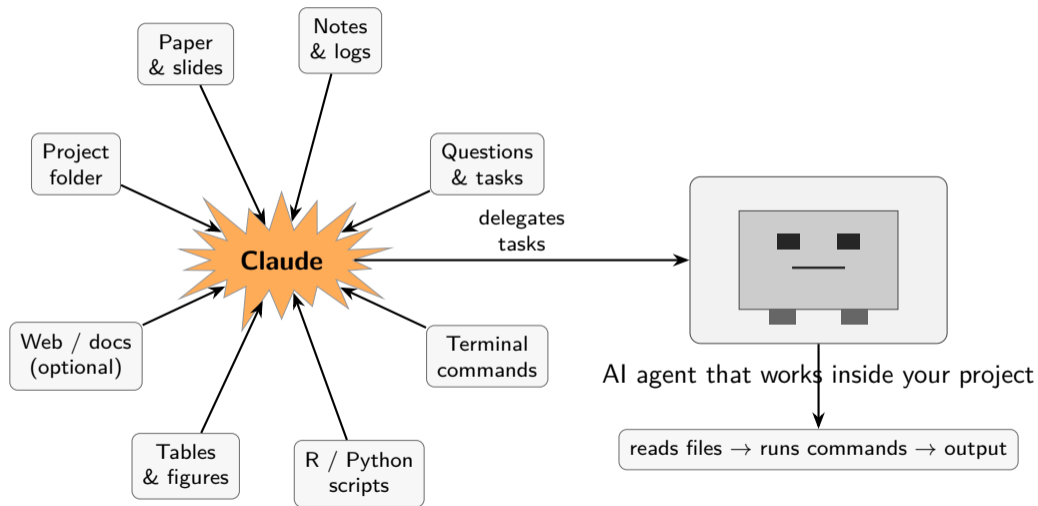 Paper
& slides
Notes
& logs
Project
folder
Questions
& tasks
delegates
tasks
Claude
Web / docs
(optional)
Terminal
commands
AI agent that works inside your project
Tables
& figures
R / Python
scripts
reads files → runs commands → output